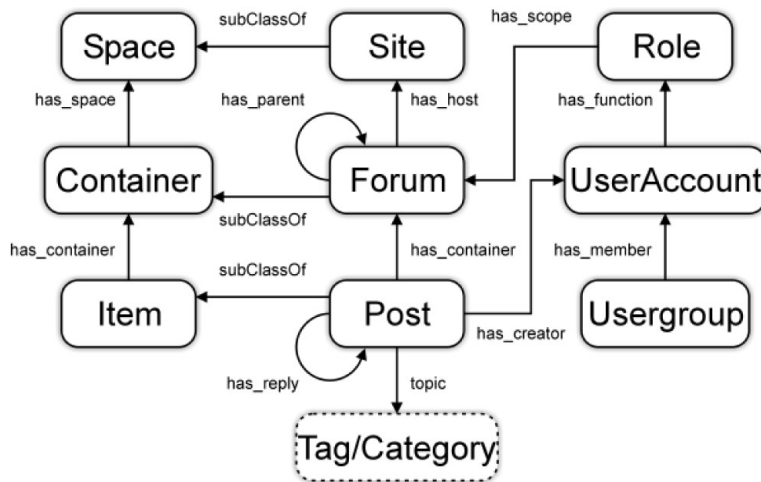 subClassOf
has_scope
Space
Site
Role
has_space
has_parent
has_host
has_function
Container
Forum
UserAccount
subClassOf
has_container
subClassOf
has_container
has_member
Item
Post
Usergroup
has_creator
has_reply
topic
Tag/Category